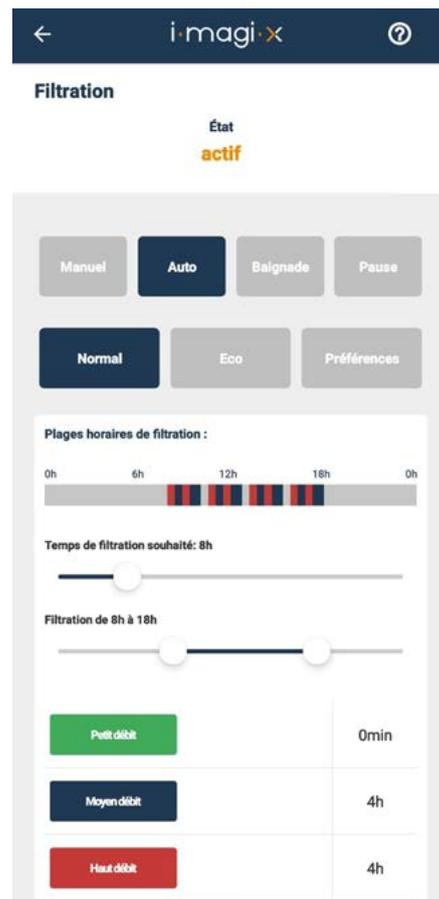 i·magi·x
Filtration
État
actif
Manuel Auto Baignade Pause
Normal Eco Préférences
Plages horaires de filtration :
0h 6h 12h 18h 0h
Temps de filtration souhaité: 8h
Filtration de 8h à 18h
Petit débit 0min
Moyen débit 4h
Haut débit 4h